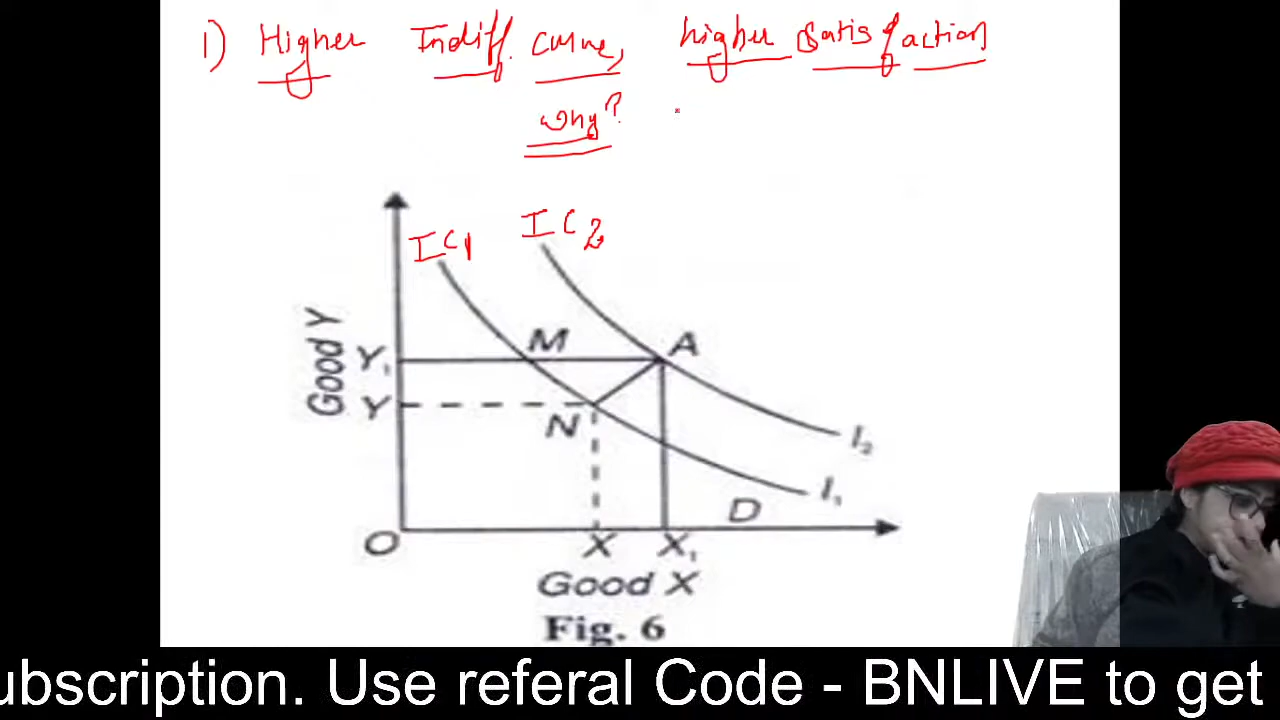 1) Higher Indiff. curve, higher satisfaction
why?
IC1 IC2
Good Y
Y1 M A
Y N
I2
I1
D
O X X1
Good X
Fig. 6
ubscription. Use referal Code - BNLIVE to get